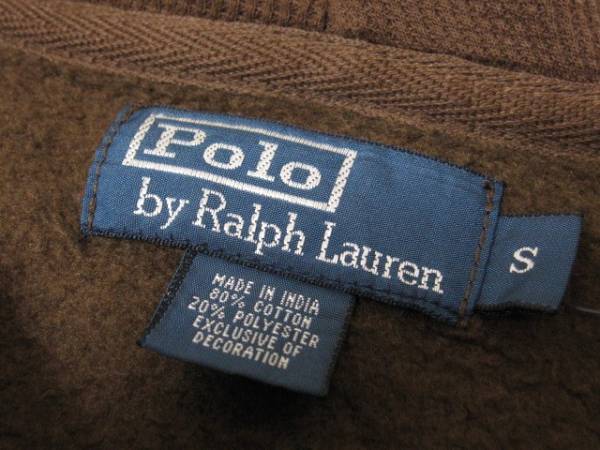 Polo
by Ralph Lauren
S
MADE IN INDIA
80% COTTON
20% POLYESTER
EXCLUSIVE OF
DECORATION